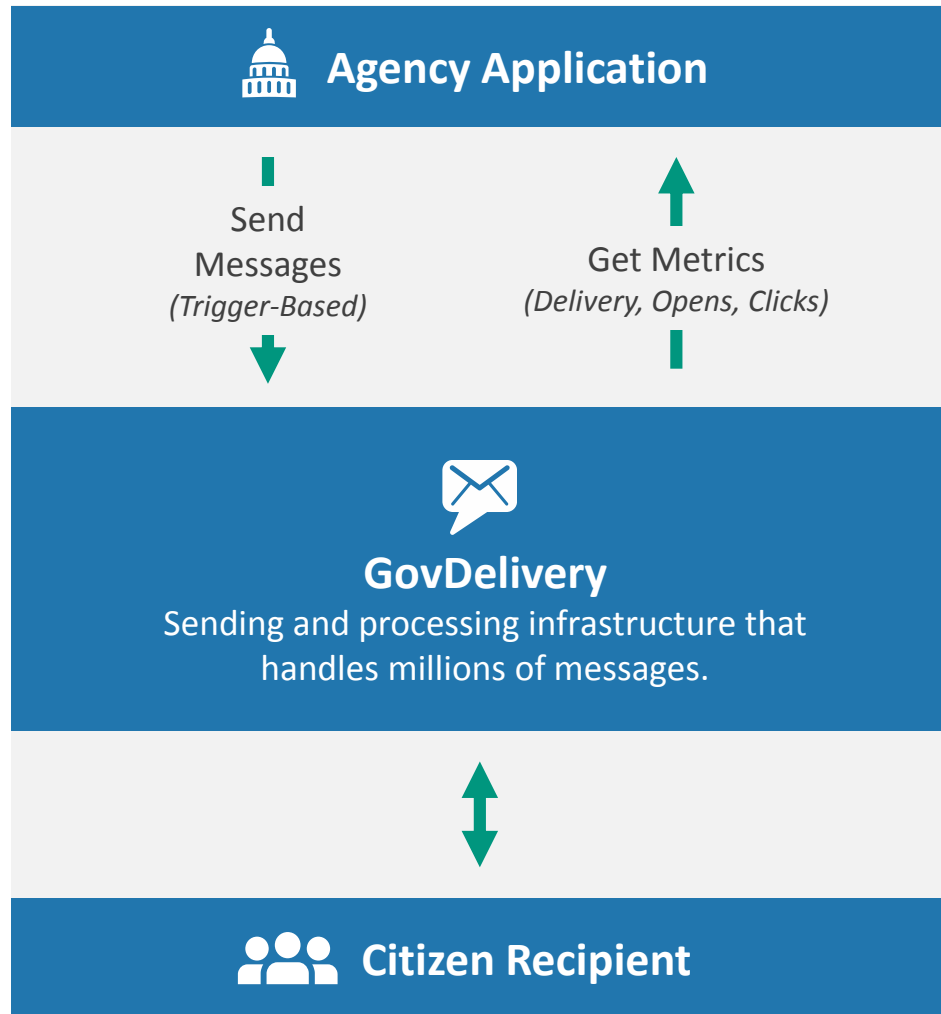 Agency Application
Send
Messages
(Trigger-Based)
Get Metrics
(Delivery, Opens, Clicks)
GovDelivery
Sending and processing infrastructure that
handles millions of messages.
Citizen Recipient